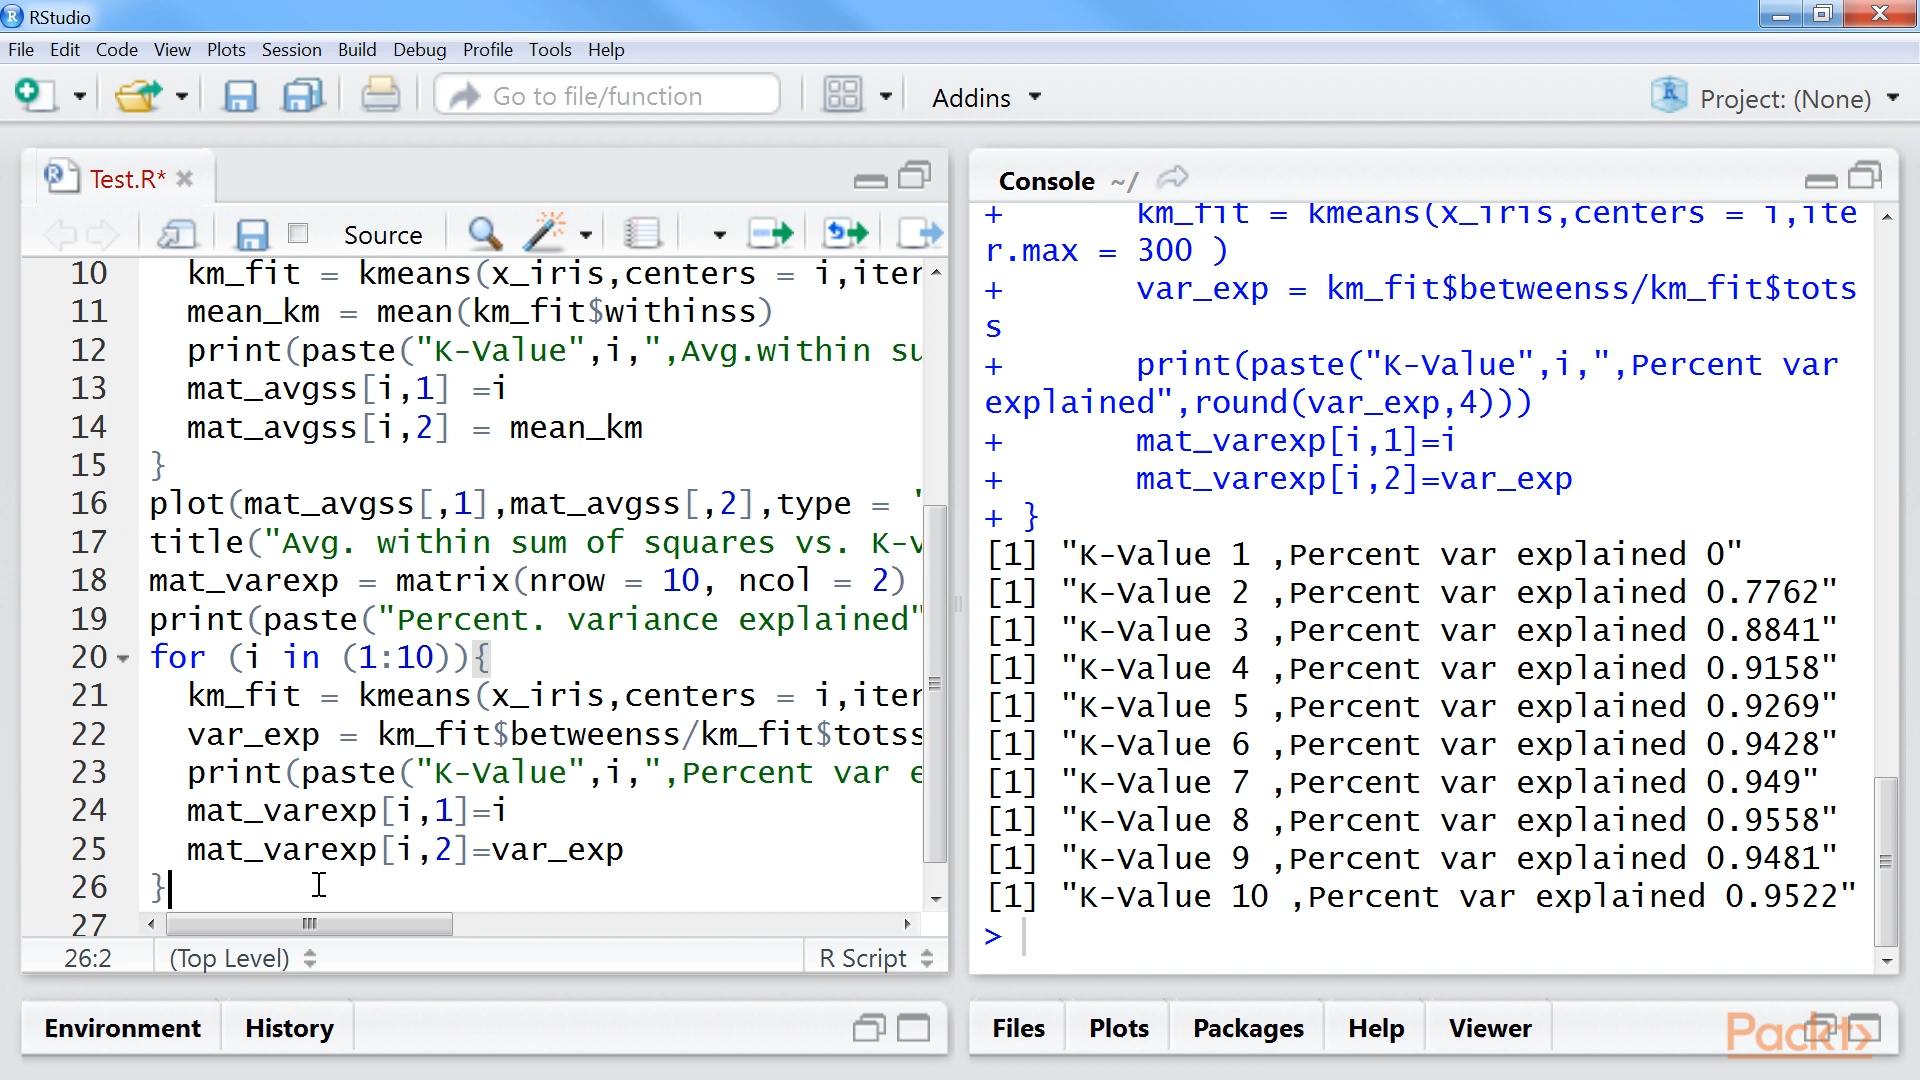 RStudio
File Edit Code View Plots Session Build Debug Profile Tools Help
Go to file/function Addins Project: (None)
Test.R*
Source
10 km_fit = kmeans(x_iris,centers = i,iter
11 mean_km = mean(km_fit$withinss)
12 print(paste("K-Value",i,",Avg.within su
13 mat_avgss[i,1] =i
14 mat_avgss[i,2] = mean_km
15 }
16 plot(mat_avgss[,1],mat_avgss[,2],type = '
17 title("Avg. within sum of squares vs. K-v
18 mat_varexp = matrix(nrow = 10, ncol = 2)
19 print(paste("Percent. variance explained"
20 for (i in (1:10)){
21 km_fit = kmeans(x_iris,centers = i,iter
22 var_exp = km_fit$betweenss/km_fit$totss
23 print(paste("K-Value",i,",Percent var e
24 mat_varexp[i,1]=i
25 mat_varexp[i,2]=var_exp
26 }
27
26:2 (Top Level) R Script
Console ~/
+ km_fit = kmeans(x_iris,centers = i,ite
r.max = 300 )
+ var_exp = km_fit$betweenss/km_fit$tots
s
+ print(paste("K-Value",i,",Percent var
explained",round(var_exp,4)))
+ mat_varexp[i,1]=i
+ mat_varexp[i,2]=var_exp
+ }
[1] "K-Value 1 ,Percent var explained 0"
[1] "K-Value 2 ,Percent var explained 0.7762"
[1] "K-Value 3 ,Percent var explained 0.8841"
[1] "K-Value 4 ,Percent var explained 0.9158"
[1] "K-Value 5 ,Percent var explained 0.9269"
[1] "K-Value 6 ,Percent var explained 0.9428"
[1] "K-Value 7 ,Percent var explained 0.949"
[1] "K-Value 8 ,Percent var explained 0.9558"
[1] "K-Value 9 ,Percent var explained 0.9481"
[1] "K-Value 10 ,Percent var explained 0.9522"
>
Environment History
Files Plots Packages Help Viewer
Packt>